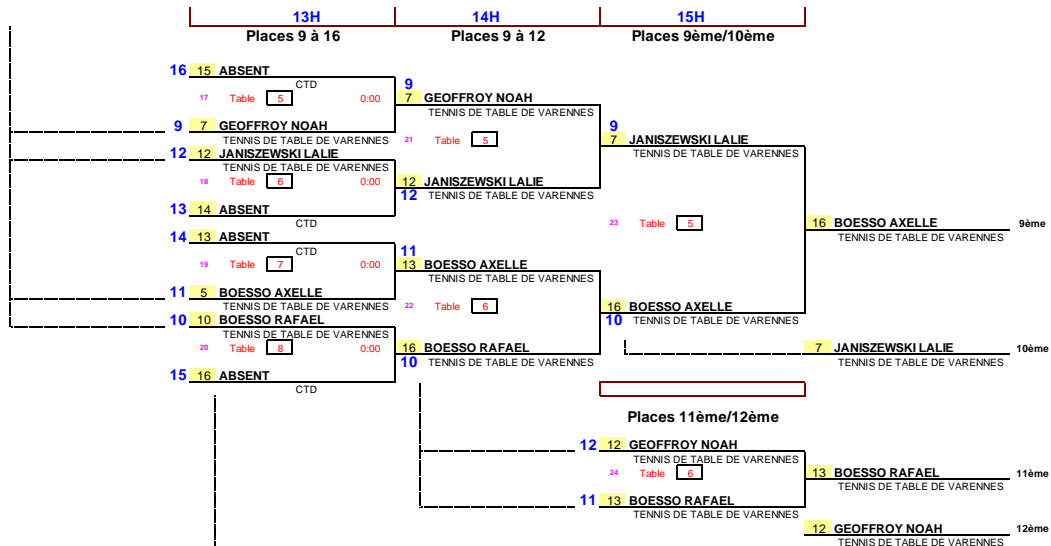 13H 14H 15H
Places 9 à 16 Places 9 à 12 Places 9ème/10ème
16 15 ABSENT
CTD
17 Table 5 0:00
9
7 GEOFFROY NOAH
TENNIS DE TABLE DE VARENNES
9 7 GEOFFROY NOAH
TENNIS DE TABLE DE VARENNES
21 Table 5
9
7 JANISZEWSKI LALIE
TENNIS DE TABLE DE VARENNES
12 12 JANISZEWSKI LALIE
TENNIS DE TABLE DE VARENNES
18 Table 6 0:00
12 JANISZEWSKI LALIE
12 TENNIS DE TABLE DE VARENNES
13 14 ABSENT
CTD
23 Table 5
16 BOESSO AXELLE 9ème
TENNIS DE TABLE DE VARENNES
14 13 ABSENT
CTD
19 Table 7 0:00
11
13 BOESSO AXELLE
TENNIS DE TABLE DE VARENNES
11 5 BOESSO AXELLE
TENNIS DE TABLE DE VARENNES
22 Table 6
16 BOESSO AXELLE
10 TENNIS DE TABLE DE VARENNES
10 10 BOESSO RAFAEL
TENNIS DE TABLE DE VARENNES
20 Table 8 0:00
16 BOESSO RAFAEL
10 TENNIS DE TABLE DE VARENNES
7 JANISZEWSKI LALIE 10ème
TENNIS DE TABLE DE VARENNES
15 16 ABSENT
CTD
Places 11ème/12ème
12 12 GEOFFROY NOAH
TENNIS DE TABLE DE VARENNES
24 Table 6
13 BOESSO RAFAEL 11ème
TENNIS DE TABLE DE VARENNES
11 13 BOESSO RAFAEL
TENNIS DE TABLE DE VARENNES
12 GEOFFROY NOAH 12ème
TENNIS DE TABLE DE VARENNES